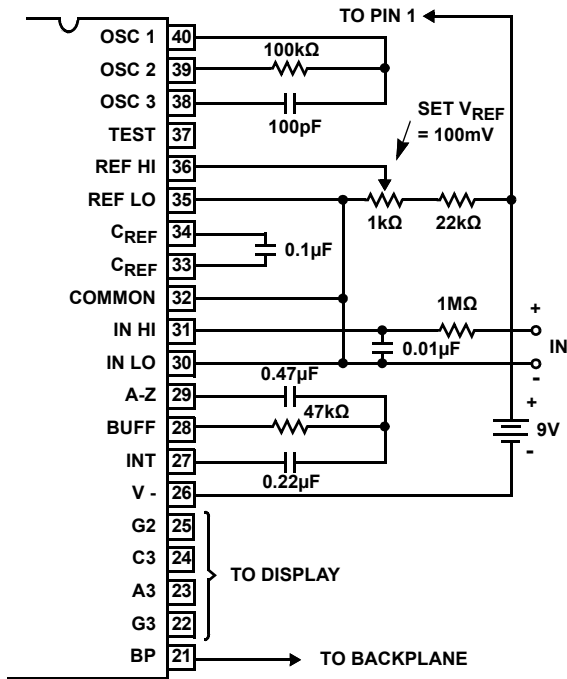 TO PIN 1
OSC 1 40
100kΩ
OSC 2 39
OSC 3 38
100pF
SET VREF
= 100mV
TEST 37
REF HI 36
REF LO 35
1kΩ 22kΩ
CREF 34
0.1µF
CREF 33
COMMON 32
1MΩ
+
IN HI 31
IN
0.01µF
IN LO 30
-
0.47µF
A-Z 29
+
47kΩ
BUFF 28
9V
-
INT 27
0.22µF
V - 26
G2 25
C3 24
TO DISPLAY
A3 23
G3 22
BP 21
TO BACKPLANE